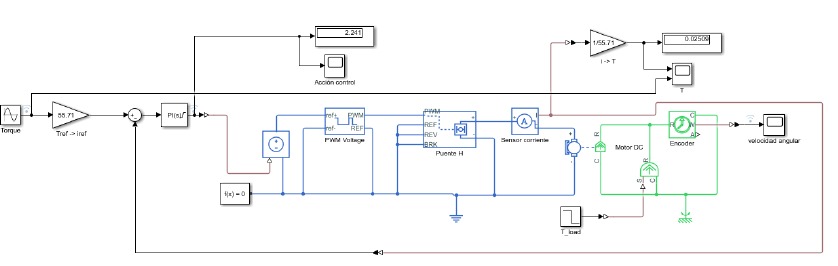 2.241
Acción control
1/55.71
i -> T
0.02509
T
Torque
55.71
Tref -> iref
PI(s)
ref+ PWM
ref- REF
PWM Voltage
PWM
REF
REV
BRK
Puente H
A
I
Sensor corriente
Motor DC
C
R
S
R
C
R
C
W
A
Encoder
velocidad angular
f(x) = 0
T_load